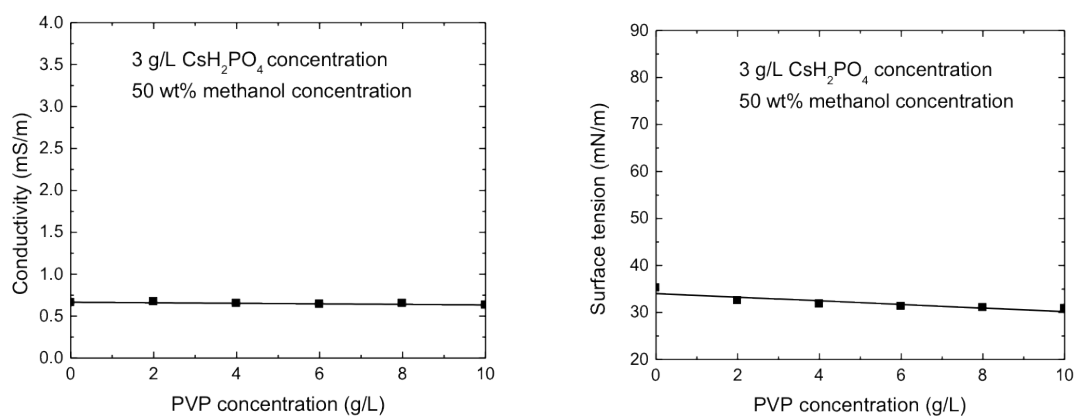 4.0
3.5
3.0
2.5
2.0
1.5
1.0
0.5
0.0
Conductivity (mS/m)
3 g/L CsH₂PO₄ concentration
50 wt% methanol concentration
0 2 4 6 8 10
PVP concentration (g/L)
90
80
70
60
50
40
30
20
Surface tension (mN/m)
3 g/L CsH₂PO₄ concentration
50 wt% methanol concentration
0 2 4 6 8 10
PVP concentration (g/L)